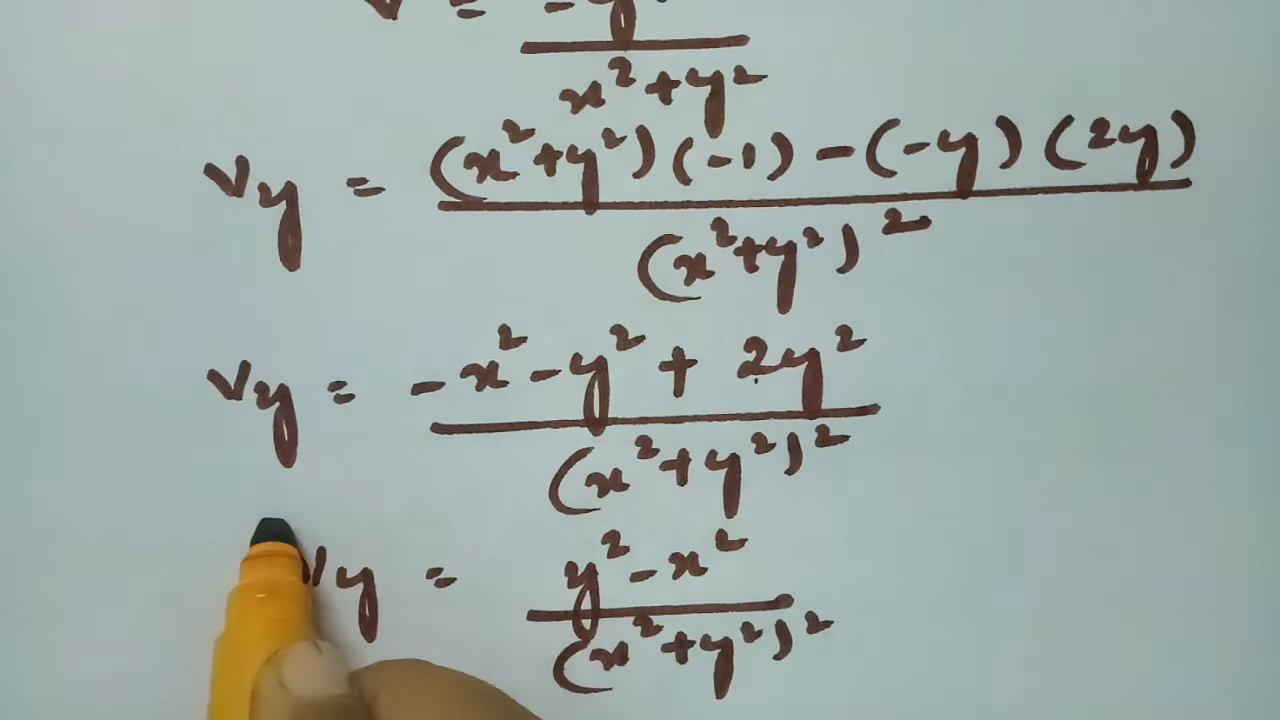 v = -y / x²+y²
vy = (x²+y²)(-1) - (-y)(2y) / (x²+y²)²
vy = -x² - y² + 2y² / (x²+y²)²
vy = y² - x² / (x²+y²)²